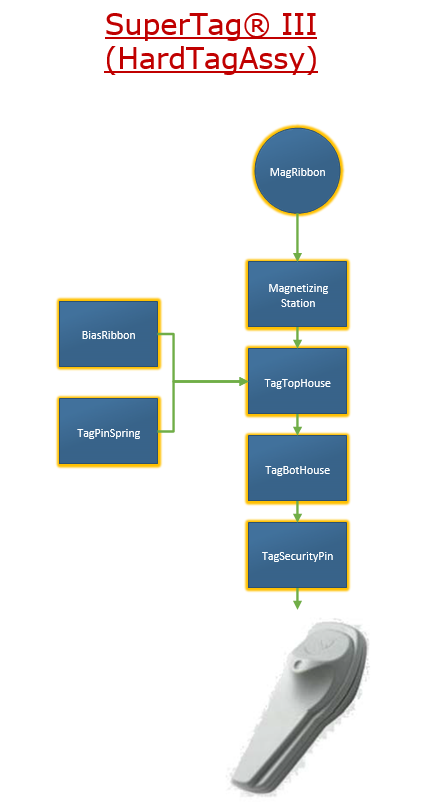 SuperTag® III
(HardTagAssy)
MagRibbon
Magnetizing
Station
BiasRibbon
TagTopHouse
TagPinSpring
TagBotHouse
TagSecurityPin